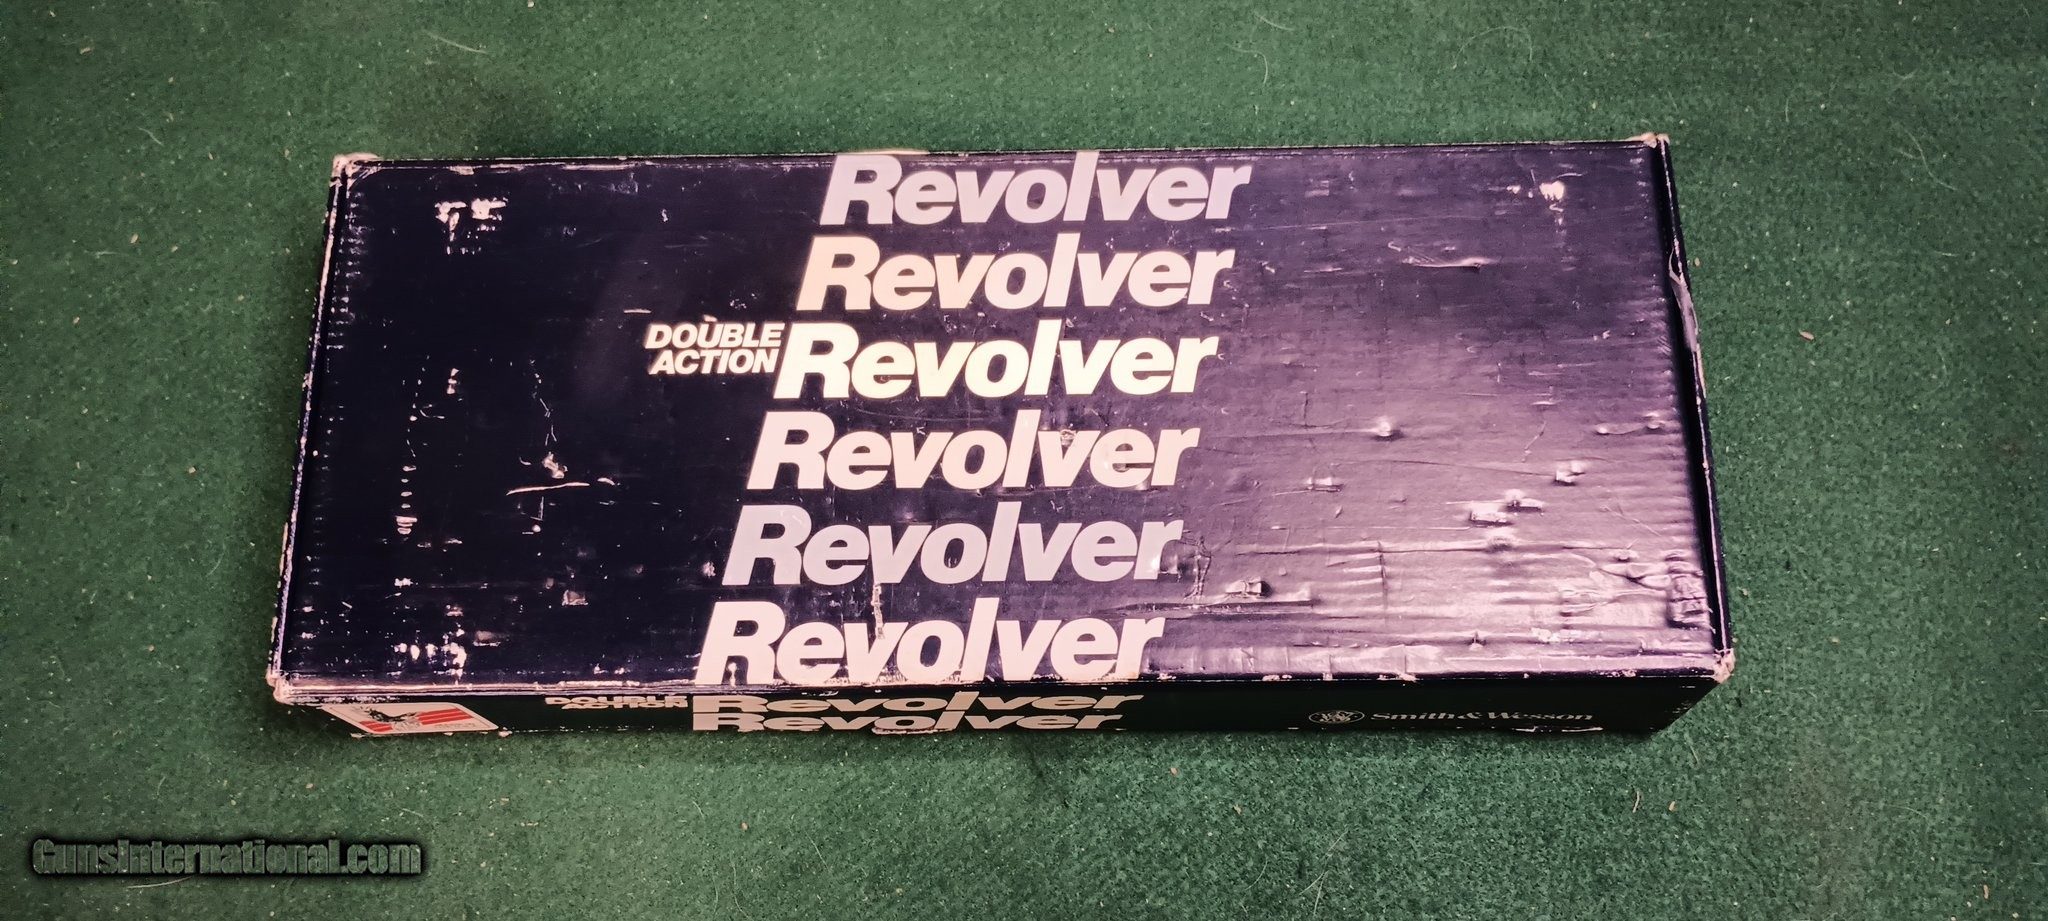 Revolver
Revolver
DOUBLE
ACTION
Revolver
Revolver
Revolver
Revolver
DOUBLE
ACTION
Revolver
Revolver
Smith & Wesson
GunsInternational.com